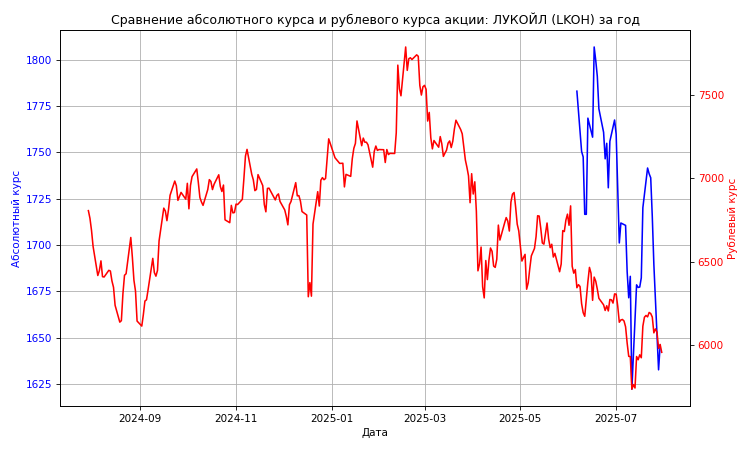 Сравнение абсолютного курса и рублевого курса акции: ЛУКОЙЛ (LKOH) за год
1800
1775
1750
1725
1700
1675
1650
1625
Абсолютный курс
7500
7000
6500
6000
Рублевый курс
2024-09 2024-11 2025-01 2025-03 2025-05 2025-07
Дата